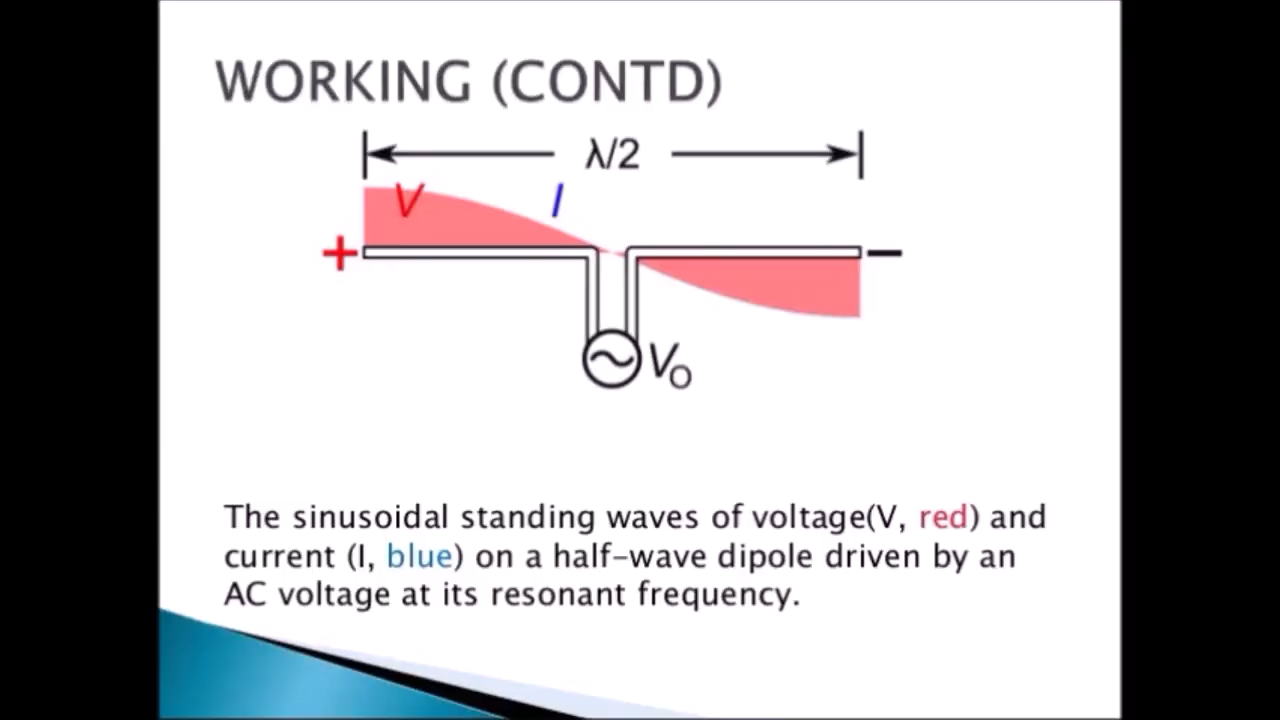 WORKING (CONTD)
λ/2
V I
+ −
V₀
The sinusoidal standing waves of voltage(V, red) and
current (I, blue) on a half-wave dipole driven by an
AC voltage at its resonant frequency.